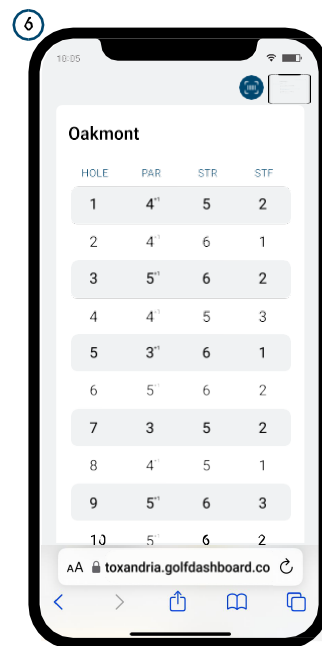 6
10:05
Oakmont
HOLE PAR STR STF
1 4+1 5 2
2 4+1 6 1
3 5+1 6 2
4 4+1 5 3
5 3+1 6 1
6 5+1 6 2
7 3 5 2
8 4+1 5 1
9 5+1 6 3
10 5+1 6 2
AA toxandria.golfdashboard.co